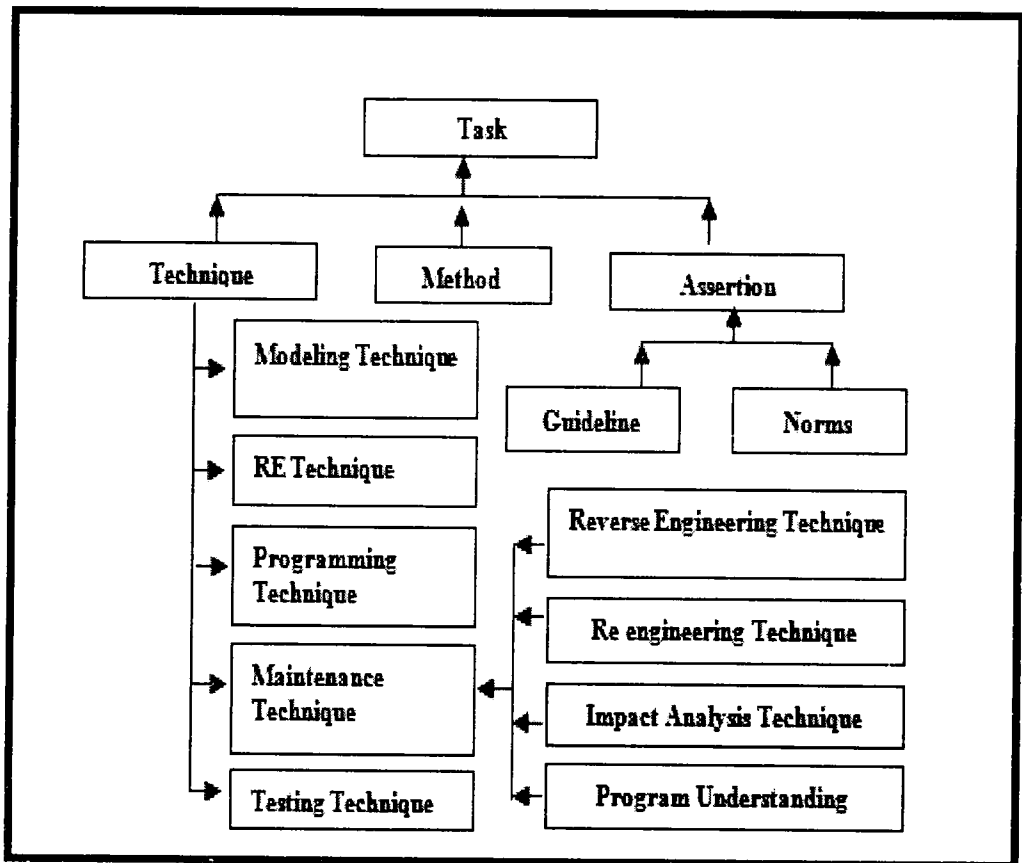 Task
Technique
Method
Assertion
Modeling Technique
Guideline
Norms
RE Technique
Reverse Engineering Technique
Programming
Technique
Re engineering Technique
Maintenance
Technique
Impact Analysis Technique
Testing Technique
Program Understanding